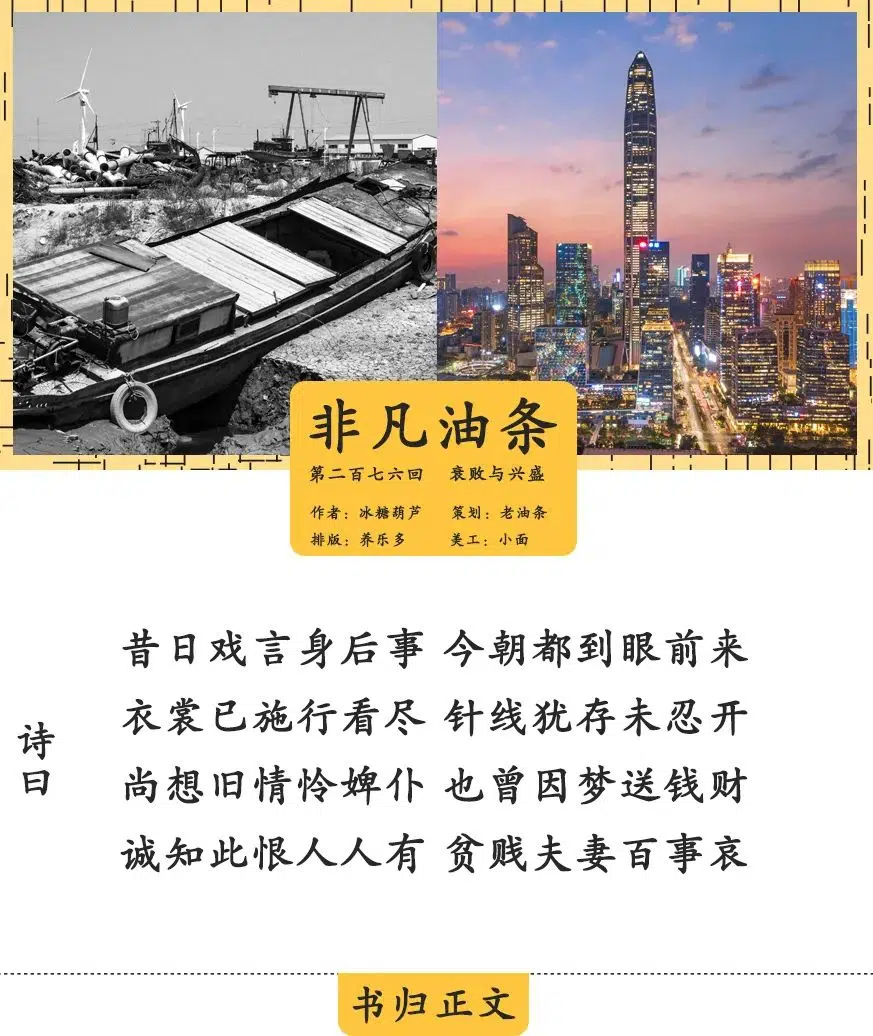 非凡油条
第二百七六回 衰败与兴盛
作者：冰糖葫芦 策划：老油条
排版：养乐多 美工：小面
诗曰
昔日戏言身后事 今朝都到眼前来
衣裳已施行看尽 针线犹存未忍开
尚想旧情怜婢仆 也曾因梦送钱财
诚知此恨人人有 贫贱夫妻百事哀
书归正文